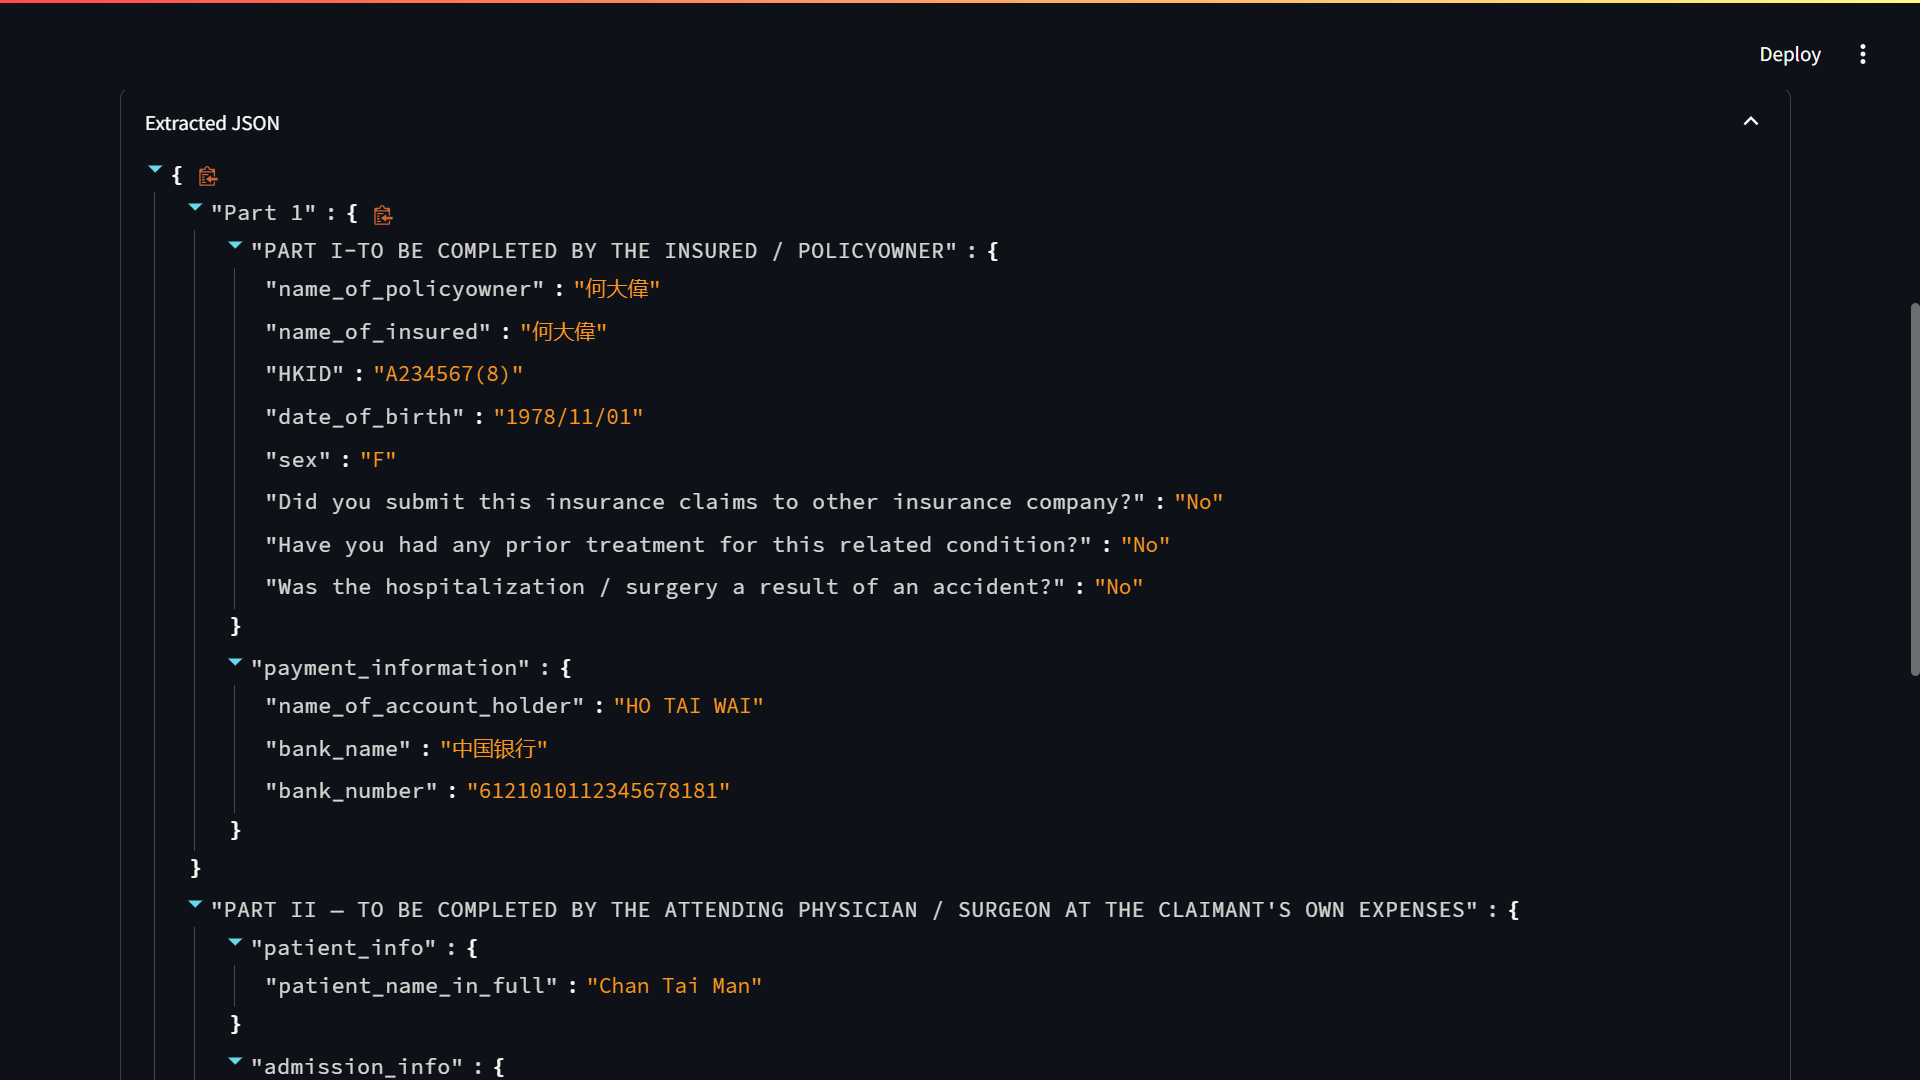 Deploy
Extracted JSON
{
"Part 1" : {
"PART I-TO BE COMPLETED BY THE INSURED / POLICYOWNER" : {
"name_of_policyowner" : "何大偉"
"name_of_insured" : "何大偉"
"HKID" : "A234567(8)"
"date_of_birth" : "1978/11/01"
"sex" : "F"
"Did you submit this insurance claims to other insurance company?" : "No"
"Have you had any prior treatment for this related condition?" : "No"
"Was the hospitalization / surgery a result of an accident?" : "No"
}
"payment_information" : {
"name_of_account_holder" : "HO TAI WAI"
"bank_name" : "中国银行"
"bank_number" : "6121010112345678181"
}
}
"PART II – TO BE COMPLETED BY THE ATTENDING PHYSICIAN / SURGEON AT THE CLAIMANT'S OWN EXPENSES" : {
"patient_info" : {
"patient_name_in_full" : "Chan Tai Man"
}
"admission_info" : {